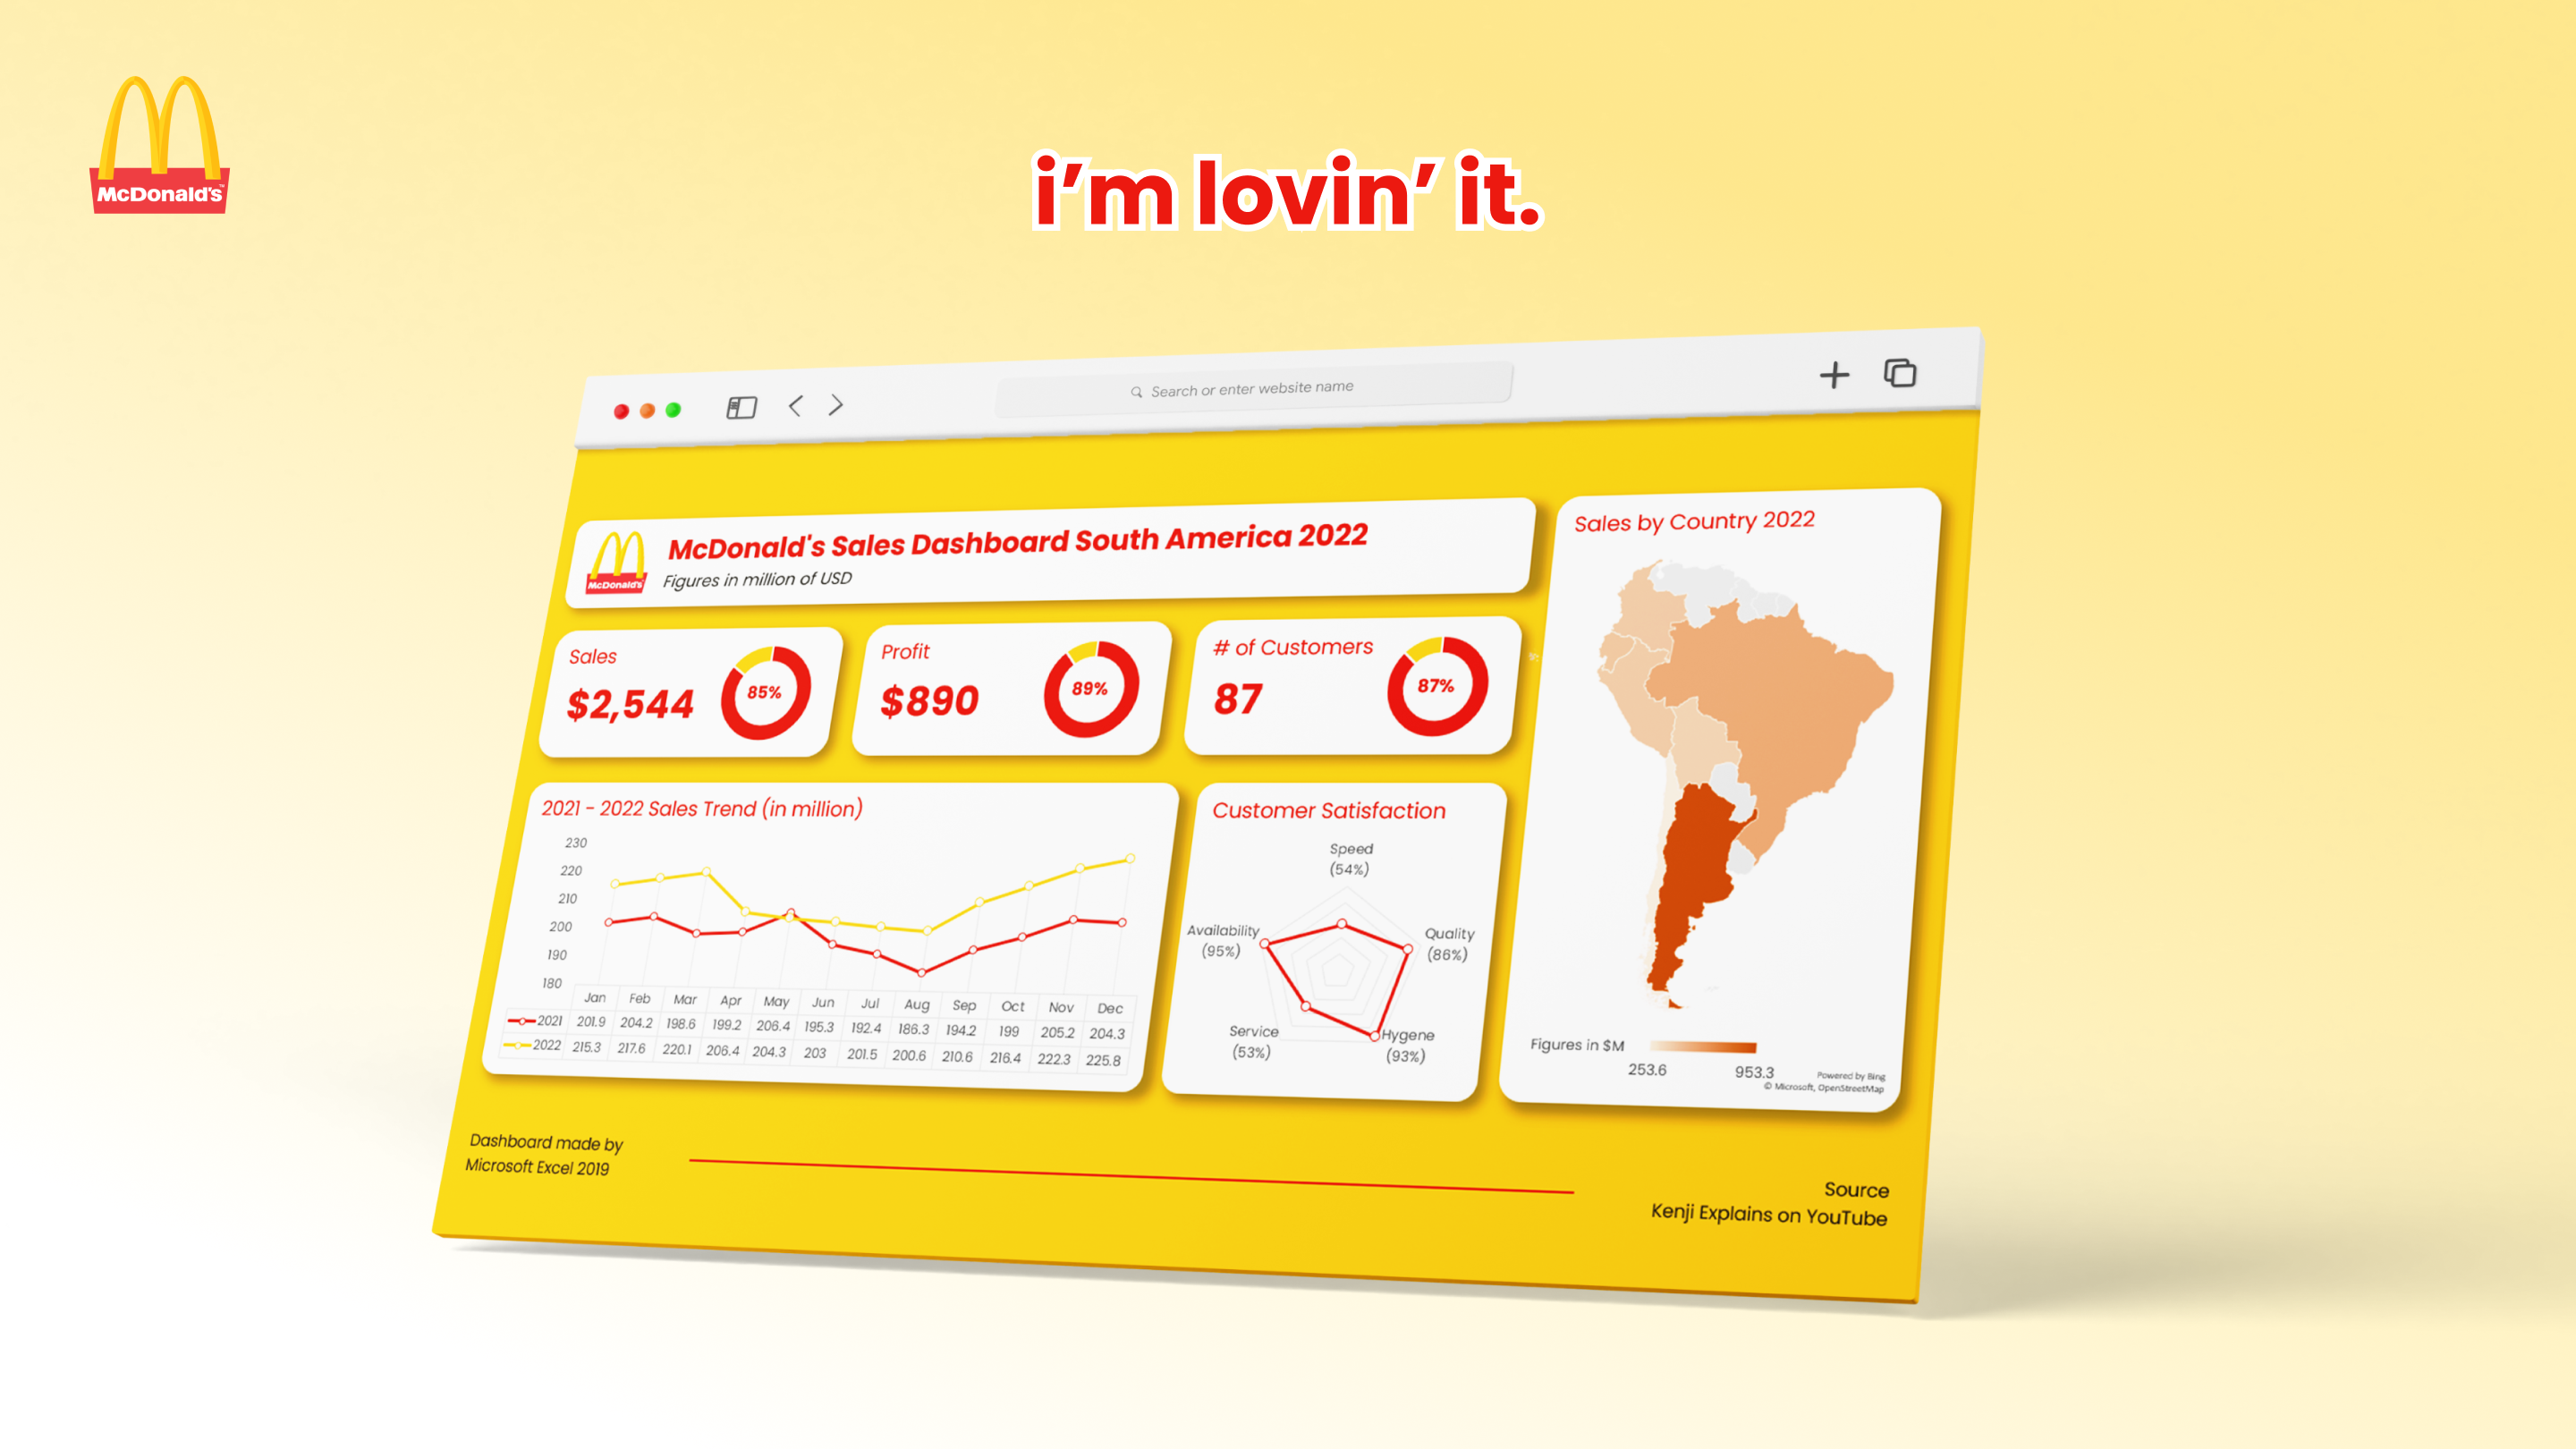 McDonald's™
i'm lovin' it.
Search or enter website name
McDonald's
McDonald's Sales Dashboard South America 2022
Figures in million of USD
Sales
$2,544
85%
Profit
$890
89%
# of Customers
87
87%
2021 - 2022 Sales Trend (in million)
230
220
210
200
190
180
Jan Feb Mar Apr May Jun Jul Aug Sep Oct Nov Dec
2021 201.9 204.2 198.6 199.2 206.4 195.3 192.4 186.3 194.2 199 205.2 204.3
2022 215.3 217.6 220.1 206.4 204.3 203 201.5 200.6 210.6 216.4 222.3 225.8
Customer Satisfaction
Speed
(54%)
Availability
(95%)
Quality
(86%)
Service
(53%)
Hygene
(93%)
Sales by Country 2022
Figures in $M
253.6 953.3
Powered by Bing
© Microsoft, OpenStreetMap
Dashboard made by
Microsoft Excel 2019
Source
Kenji Explains on YouTube